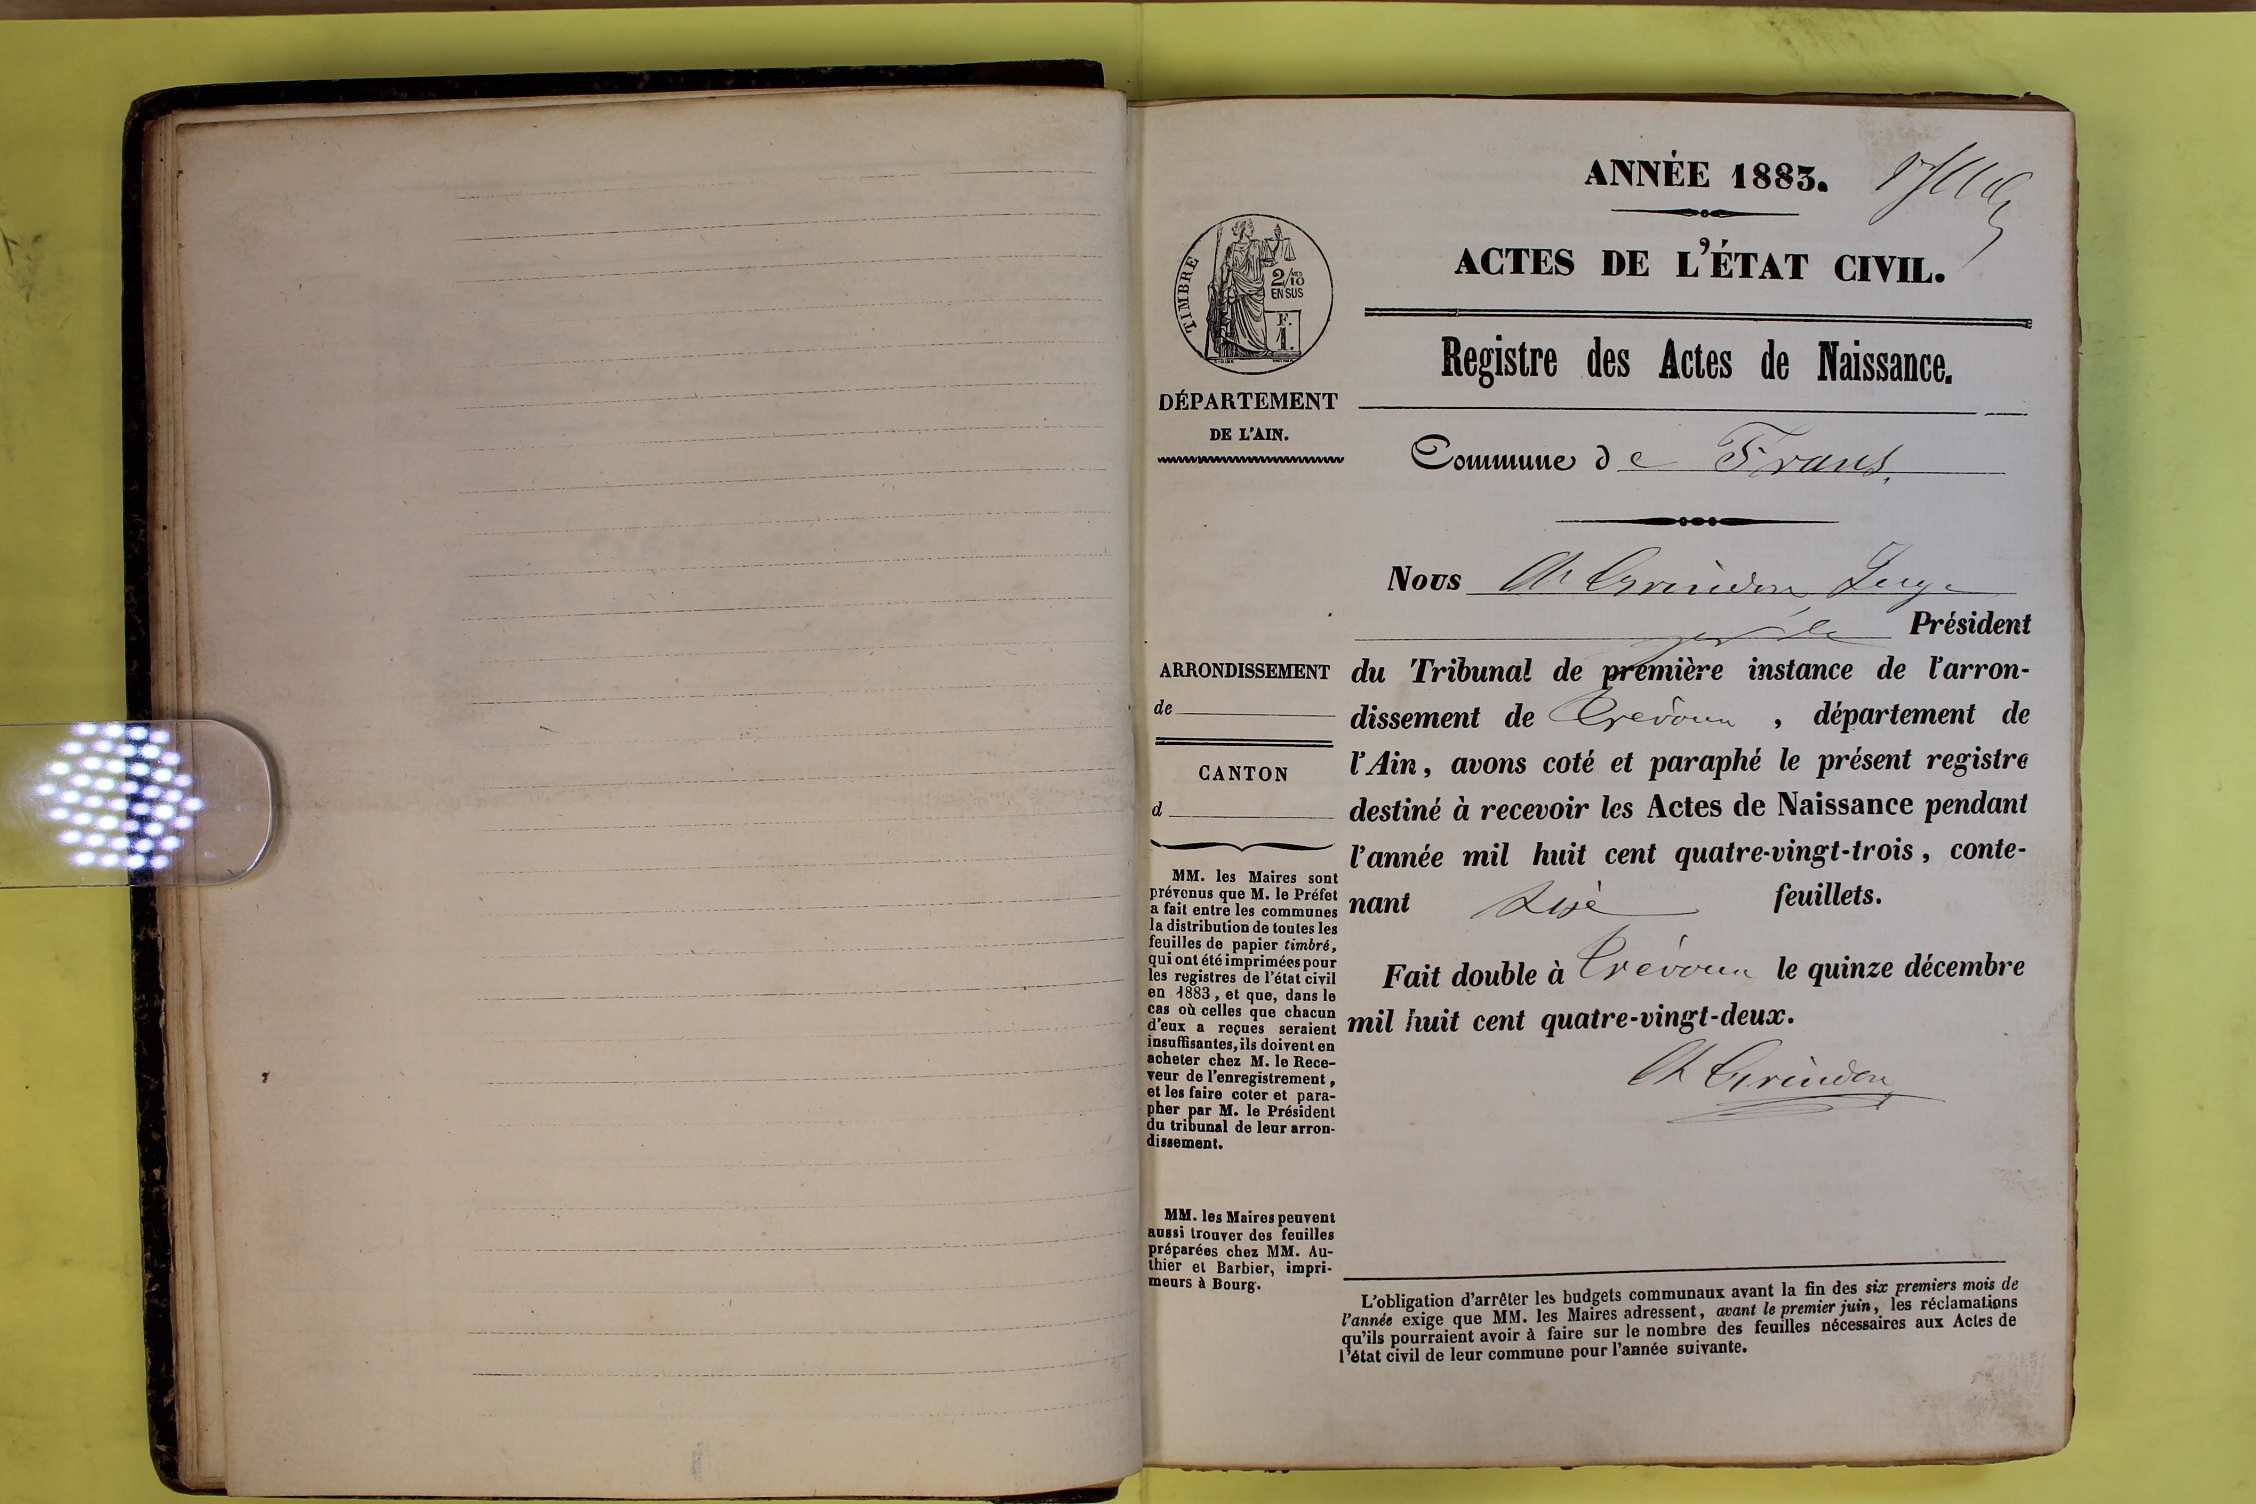 ANNÉE 1883.
ACTES DE L'ÉTAT CIVIL.
TIMBRE
2/10 MES
EN SUS
F.
1.
Registre des Actes de Naissance.
DÉPARTEMENT
DE L'AIN.
Commune de Frans.
Nous Ch Grindon Juge
pr le Président
ARRONDISSEMENT
de
CANTON
d
du Tribunal de première instance de l'arron-
dissement de Trévoux, département de
l'Ain, avons coté et paraphé le présent registre
destiné à recevoir les Actes de Naissance pendant
l'année mil huit cent quatre-vingt-trois, conte-
nant feuillets.
Fait double à Trévoux le quinze décembre
mil huit cent quatre-vingt-deux.
Ch Grindon
MM. les Maires sont
prévenus que M. le Préfet
a fait entre les communes
la distribution de toutes les
feuilles de papier timbré,
qui ont été imprimées pour
les registres de l'état civil
en 1883, et que, dans le
cas où celles que chacun
d'eux a reçues seraient
insuffisantes, ils doivent en
acheter chez M. le Rece-
veur de l'enregistrement,
et les faire coter et para-
pher par M. le Président
du tribunal de leur arron-
dissement.
MM. les Maires peuvent
aussi trouver des feuilles
préparées chez MM. Au-
thier et Barbier, impri-
meurs à Bourg.
L'obligation d'arrêter les budgets communaux avant la fin des six premiers mois de
l'année exige que MM. les Maires adressent, avant le premier juin, les réclamations
qu'ils pourraient avoir à faire sur le nombre des feuilles nécessaires aux Actes de
l'état civil de leur commune pour l'année suivante.